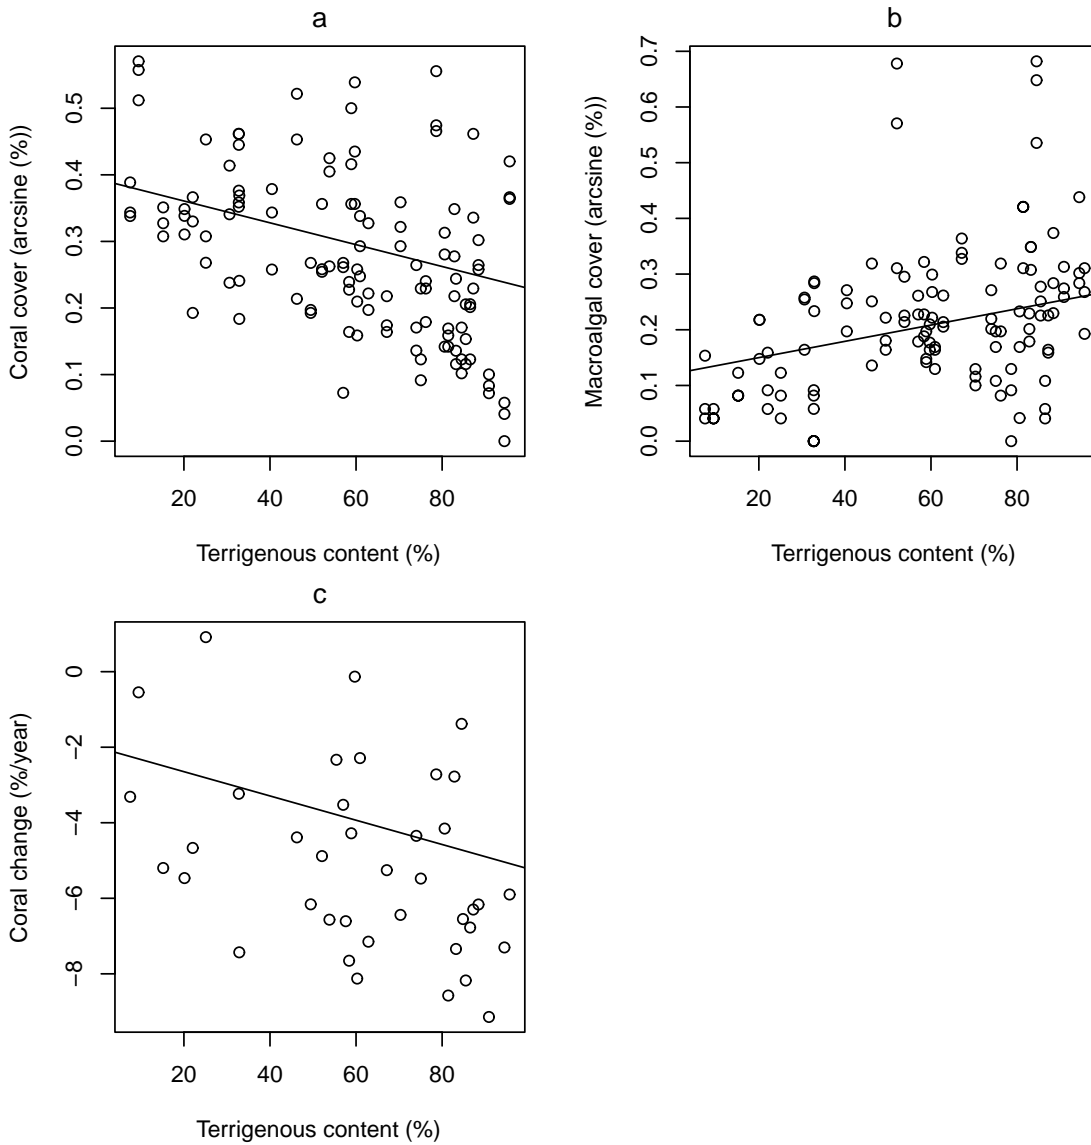 a
Coral cover (arcsine (%))
0.0 0.1 0.2 0.3 0.4 0.5
20 40 60 80
Terrigenous content (%)
b
Macroalgal cover (arcsine (%))
0.0 0.1 0.2 0.3 0.4 0.5 0.6 0.7
20 40 60 80
Terrigenous content (%)
c
Coral change (%/year)
−8 −6 −4 −2 0
20 40 60 80
Terrigenous content (%)